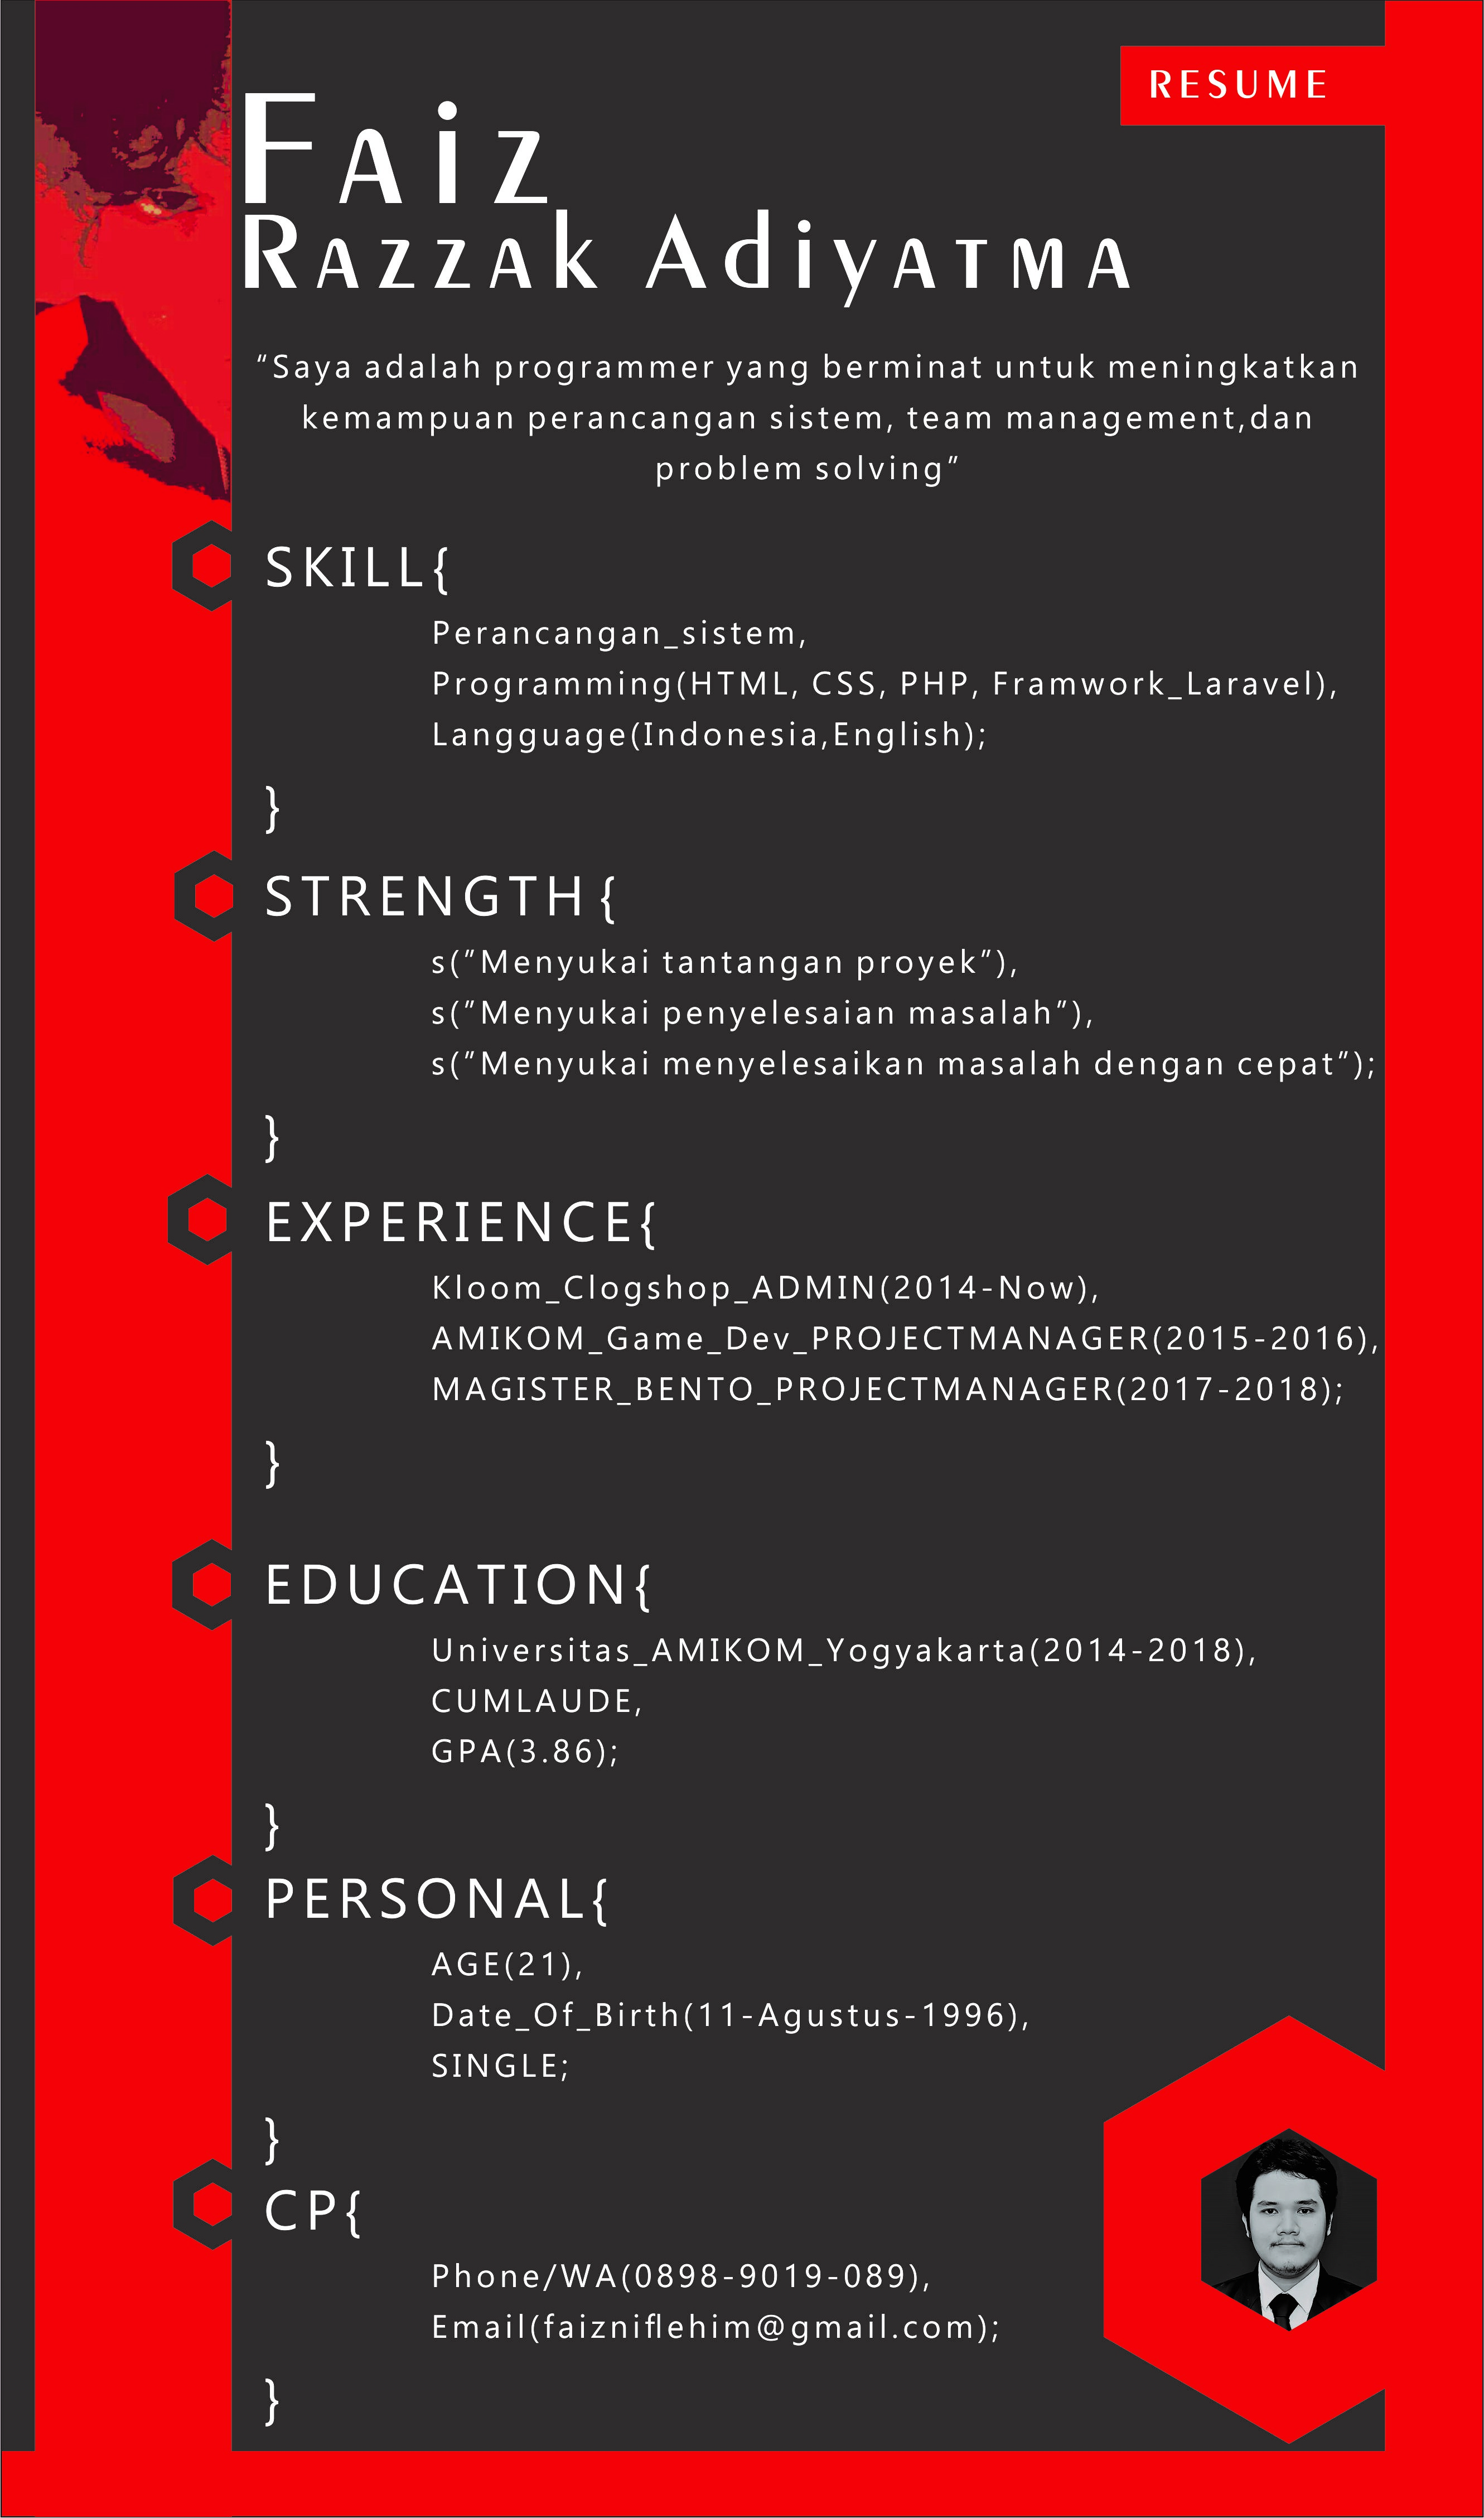 RESUME
Faiz
Razzak Adiyatma
“Saya adalah programmer yang berminat untuk meningkatkan
kemampuan perancangan sistem, team management,dan
problem solving”
SKILL{
Perancangan_sistem,
Programming(HTML, CSS, PHP, Framwork_Laravel),
Langguage(Indonesia,English);
}
STRENGTH {
s(”Menyukai tantangan proyek”),
s(”Menyukai penyelesaian masalah”),
s(”Menyukai menyelesaikan masalah dengan cepat”);
}
EXPERIENCE{
Kloom_Clogshop_ADMIN(2014-Now),
AMIKOM_Game_Dev_PROJECTMANAGER(2015-2016),
MAGISTER_BENTO_PROJECTMANAGER(2017-2018);
}
EDUCATION{
Universitas_AMIKOM_Yogyakarta(2014-2018),
CUMLAUDE,
GPA(3.86);
}
PERSONAL{
AGE(21),
Date_Of_Birth(11-Agustus-1996),
SINGLE;
}
CP{
Phone/WA(0898-9019-089),
Email(faizniflehim@gmail.com);
}